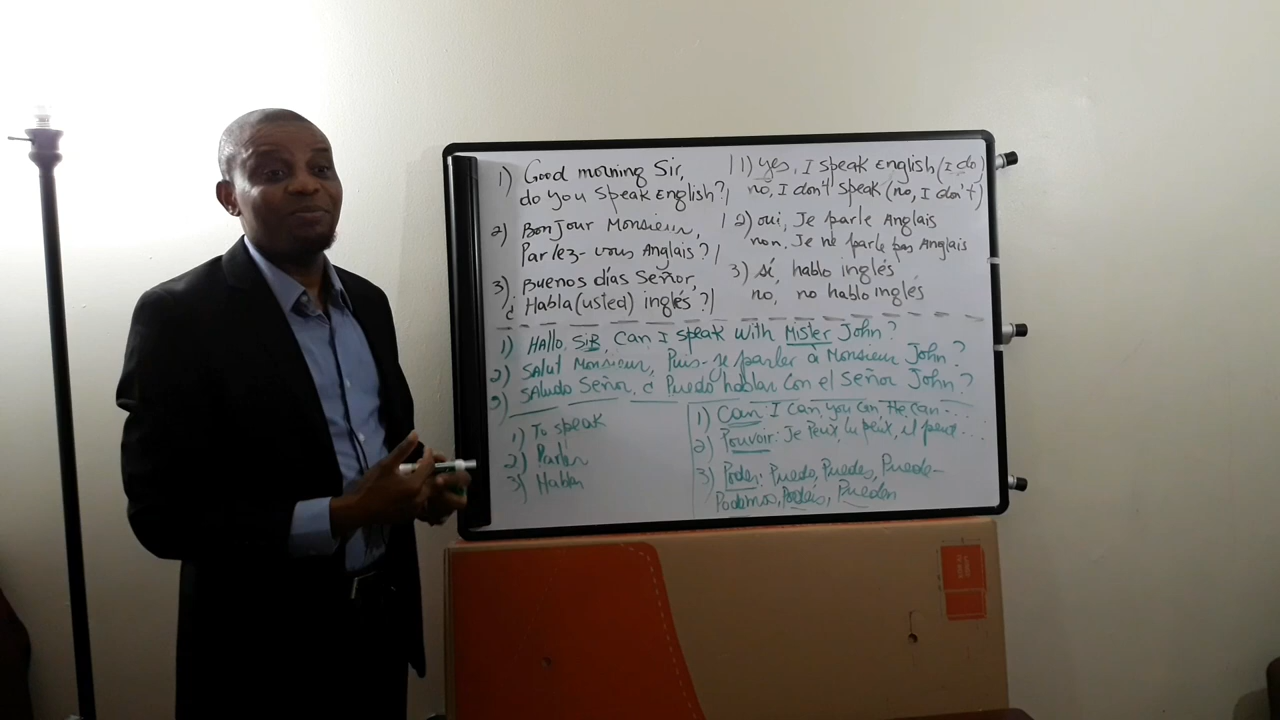 1) Good morning Sir,
do you speak English?/
2) Bonjour Monsieur,
Parlez-vous Anglais?/
3) Buenos días Señor,
¿ Habla(usted) inglés?/
1) yes, I speak English (I do)
no, I don't speak (no, I don't)
2) oui, Je parle Anglais
non, Je ne parle pas Anglais
3) sí, hablo inglés
no, no hablo inglés
1) HALLO, SiR, Can I speak with Mister John?
2) SALUT Monsieur, Puis-je parler à Monsieur John?
3) SALudo Señor, ¿ Puedo hablar con el Señor John?
1) To speak
2) Parler
3) Hablar
1) Can: I can, you can, He can ....
2) Pouvoir: Je Peux, tu peux, il peut ...
3) Poder: Puedo, Puedes, Puede-
Podemos, Podeis, Pueden